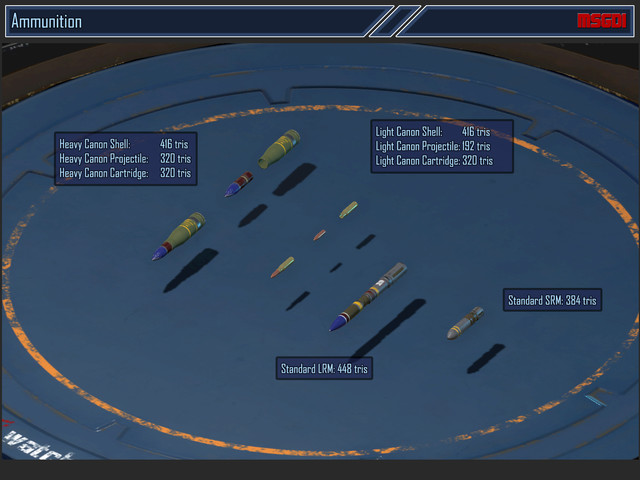 Ammunition
MSGDI
Heavy Canon Shell: 416 tris
Heavy Canon Projectile: 320 tris
Heavy Canon Cartridge: 320 tris
Light Canon Shell: 416 tris
Light Canon Projectile: 192 tris
Light Canon Cartridge: 320 tris
Standard SRM: 384 tris
Standard LRM: 448 tris